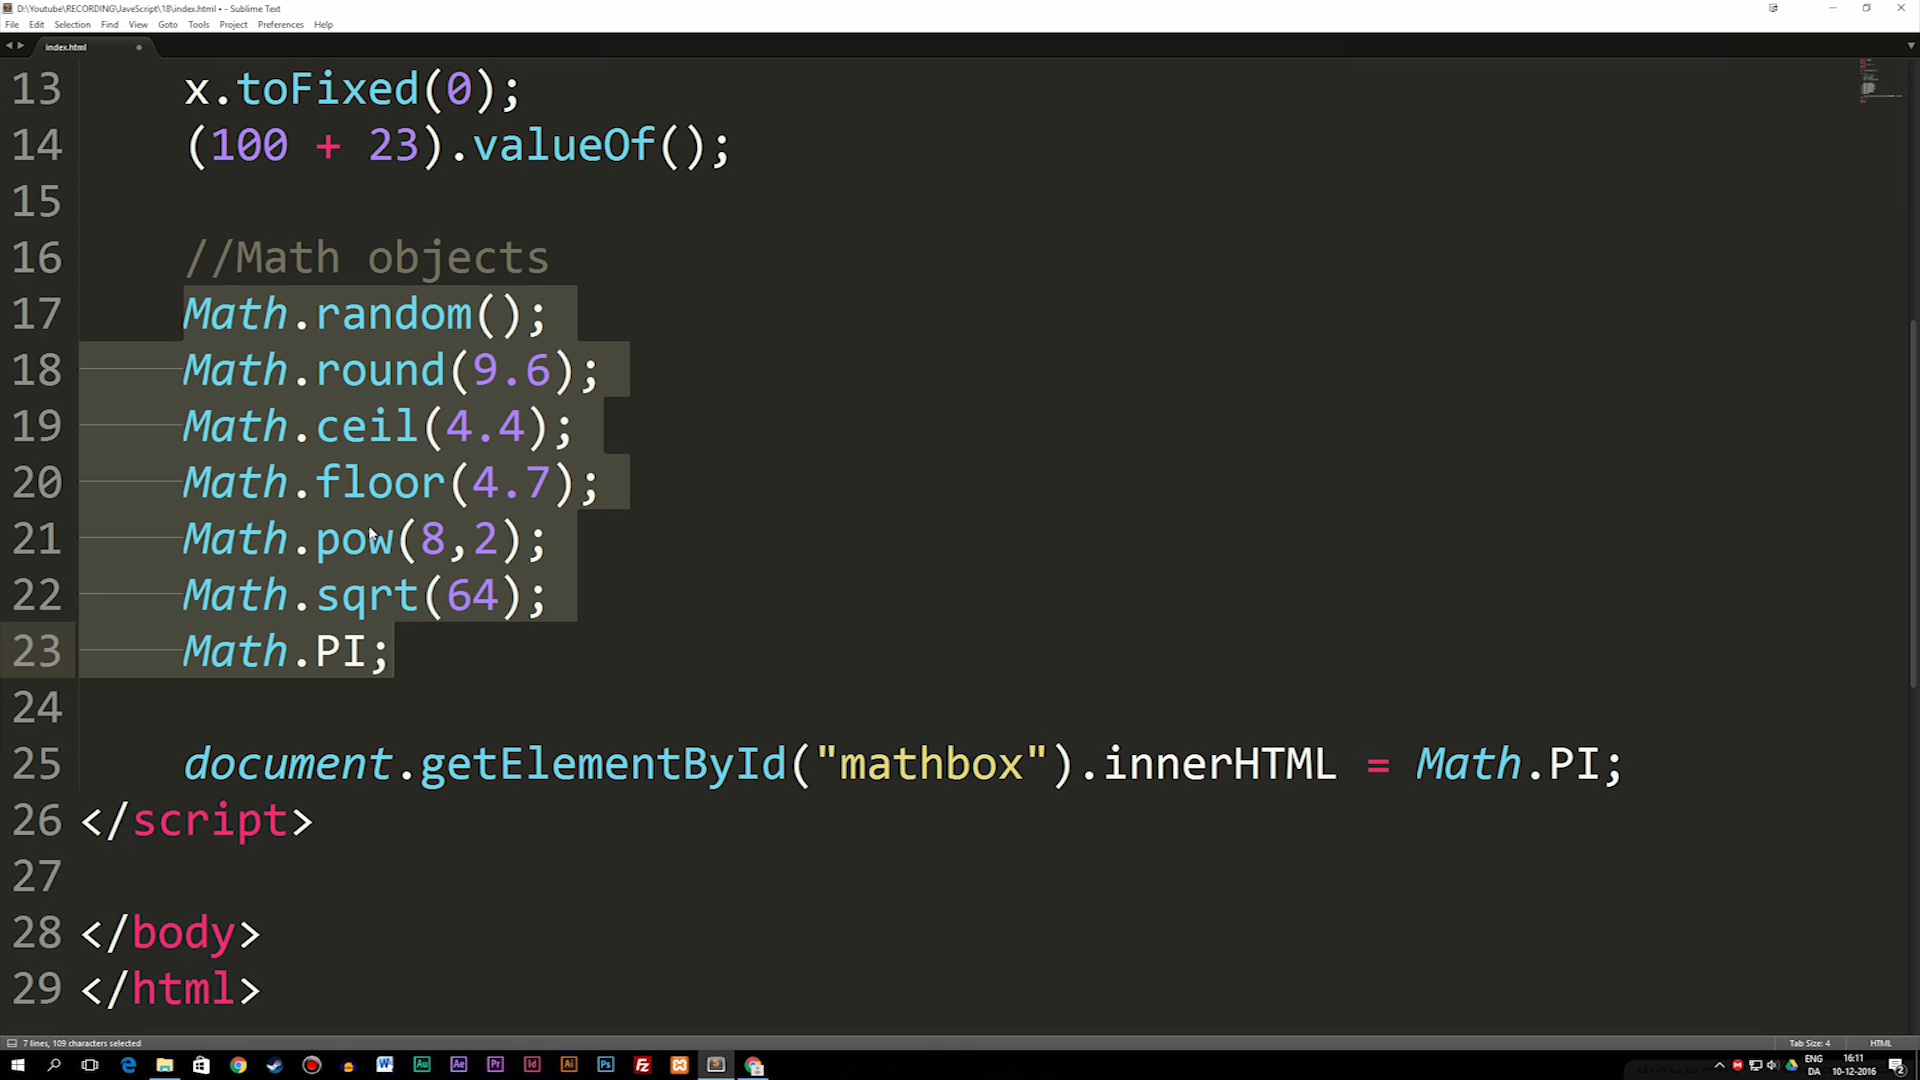 D:\Youtube\RECORDING\JaveScript\18\index.html • - Sublime Text
File Edit Selection Find View Goto Tools Project Preferences Help
index.html
13 x.toFixed(0);
14 (100 + 23).valueOf();
15
16 //Math objects
17 Math.random();
18 Math.round(9.6);
19 Math.ceil(4.4);
20 Math.floor(4.7);
21 Math.pow(8,2);
22 Math.sqrt(64);
23 Math.PI;
24
25 document.getElementById("mathbox").innerHTML = Math.PI;
26 </script>
27
28 </body>
29 </html>
7 lines, 109 characters selected Tab Size: 4 HTML
ENG 16:11
DA 10-12-2016